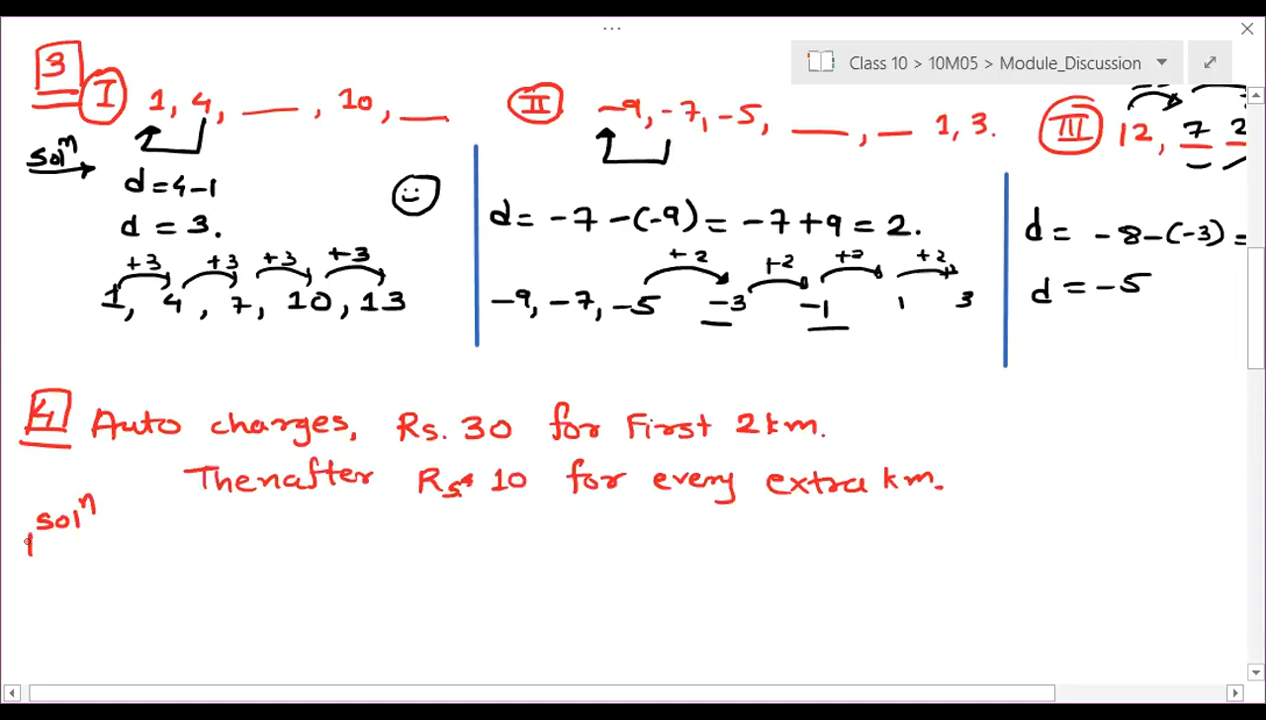 Class 10 > 10M05 > Module_Discussion
3
I 1, 4, ___ , 10, ___
solⁿ
d = 4-1
d = 3.
+3 +3 +3 +3
1, 4, 7, 10, 13
II -9, -7, -5, ___, __ 1, 3.
d = -7 -(-9) = -7 + 9 = 2.
+2 +2 +2 +2
-9, -7, -5 -3 -1 1 3
III 12, 7 2
d = -8-(-3) =
d = -5
4 Auto charges, Rs. 30 for First 2 km.
Thenafter Rs 10 for every extra km.
solⁿ